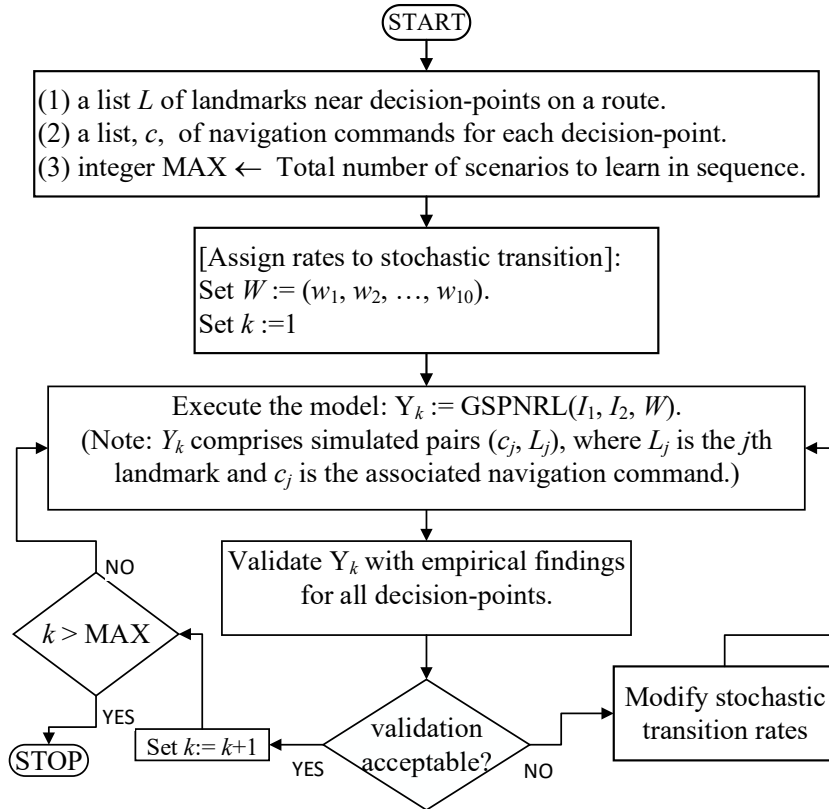 START
(1) a list L of landmarks near decision-points on a route.
(2) a list, c, of navigation commands for each decision-point.
(3) integer MAX ← Total number of scenarios to learn in sequence.
[Assign rates to stochastic transition]:
Set W := (w₁, w₂, …, w₁₀).
Set k :=1
Execute the model: Yₖ := GSPNRL(I₁, I₂, W).
(Note: Yₖ comprises simulated pairs (cⱼ, Lⱼ), where Lⱼ is the jth
landmark and cⱼ is the associated navigation command.)
Validate Yₖ with empirical findings
for all decision-points.
NO
k > MAX
YES
STOP
Set k:= k+1
YES
validation
acceptable?
NO
Modify stochastic
transition rates